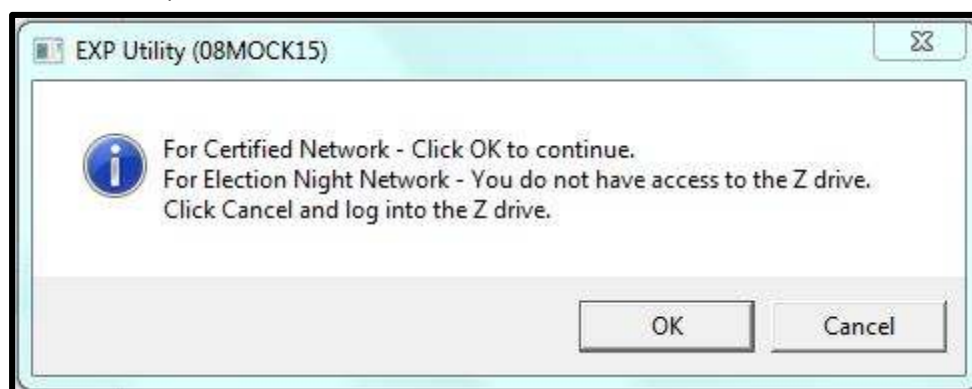 EXP Utility (08MOCK15)
For Certified Network - Click OK to continue.
For Election Night Network - You do not have access to the Z drive.
Click Cancel and log into the Z drive.
OK
Cancel